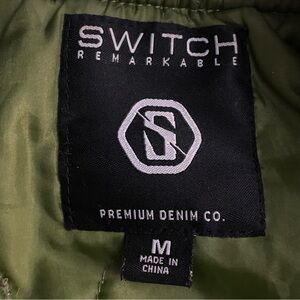 SWITCH
REMARKABLE
S
PREMIUM DENIM CO.
M
MADE IN
CHINA